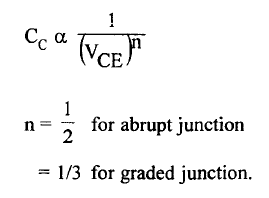 C_C α 1/(V_CE)^n
n = 1/2 for abrupt junction
= 1/3 for graded junction.